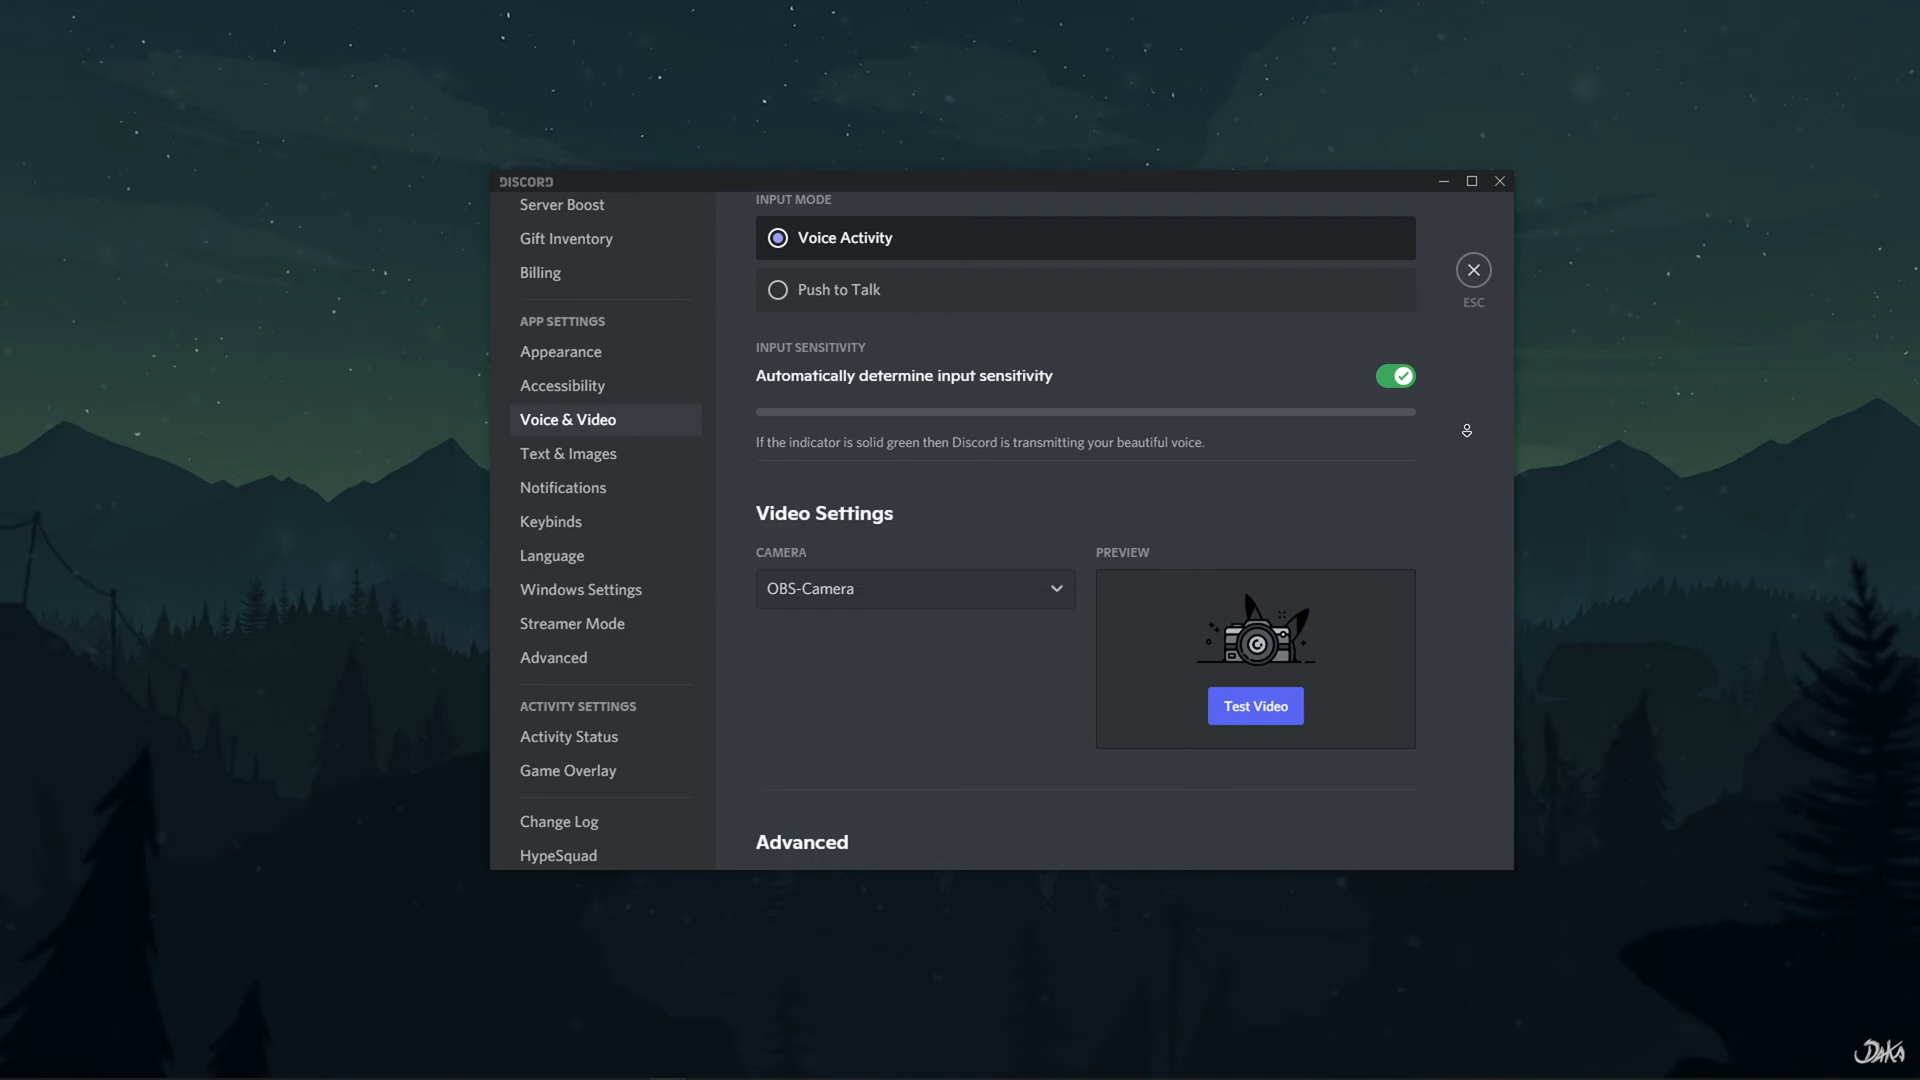 DISCORD
Server Boost
Gift Inventory
Billing
APP SETTINGS
Appearance
Accessibility
Voice & Video
Text & Images
Notifications
Keybinds
Language
Windows Settings
Streamer Mode
Advanced
ACTIVITY SETTINGS
Activity Status
Game Overlay
Change Log
HypeSquad
INPUT MODE
Voice Activity
Push to Talk
ESC
INPUT SENSITIVITY
Automatically determine input sensitivity
If the indicator is solid green then Discord is transmitting your beautiful voice.
Video Settings
CAMERA
OBS-Camera
PREVIEW
Test Video
Advanced
DAKA